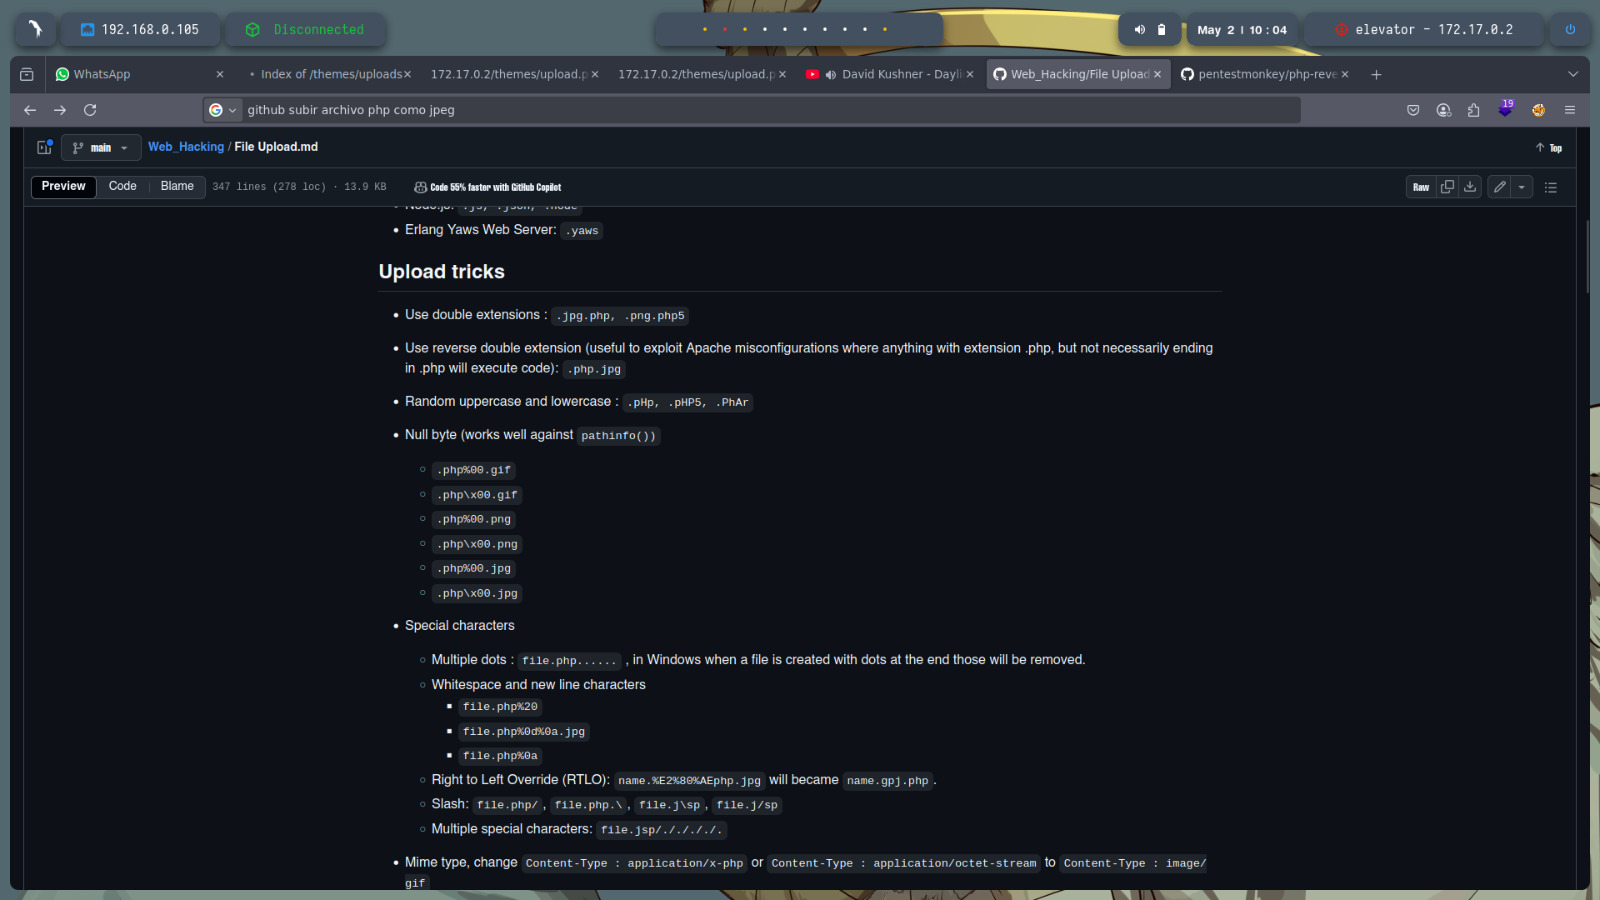 192.168.0.105
Disconnected
May 2 | 10:04
elevator - 172.17.0.2
WhatsApp
Index of /themes/uploads
172.17.0.2/themes/upload.p
172.17.0.2/themes/upload.p
David Kushner - Dayli
Web_Hacking/File Upload
pentestmonkey/php-reve
github subir archivo php como jpeg
19
main
Web_Hacking / File Upload.md
Top
Preview
Code
Blame
347 lines (278 loc) · 13.9 KB
Code 55% faster with GitHub Copilot
Raw
Node.js: .js, .json, .node
Erlang Yaws Web Server: .yaws
Upload tricks
Use double extensions : .jpg.php, .png.php5
Use reverse double extension (useful to exploit Apache misconfigurations where anything with extension .php, but not necessarily ending
in .php will execute code): .php.jpg
Random uppercase and lowercase : .pHp, .pHP5, .PhAr
Null byte (works well against pathinfo())
.php%00.gif
.php\x00.gif
.php%00.png
.php\x00.png
.php%00.jpg
.php\x00.jpg
Special characters
Multiple dots : file.php...... , in Windows when a file is created with dots at the end those will be removed.
Whitespace and new line characters
file.php%20
file.php%0d%0a.jpg
file.php%0a
Right to Left Override (RTLO): name.%E2%80%AEphp.jpg will became name.gpj.php.
Slash: file.php/, file.php.\, file.j\sp, file.j/sp
Multiple special characters: file.jsp/././././.
Mime type, change Content-Type : application/x-php or Content-Type : application/octet-stream to Content-Type : image/
gif